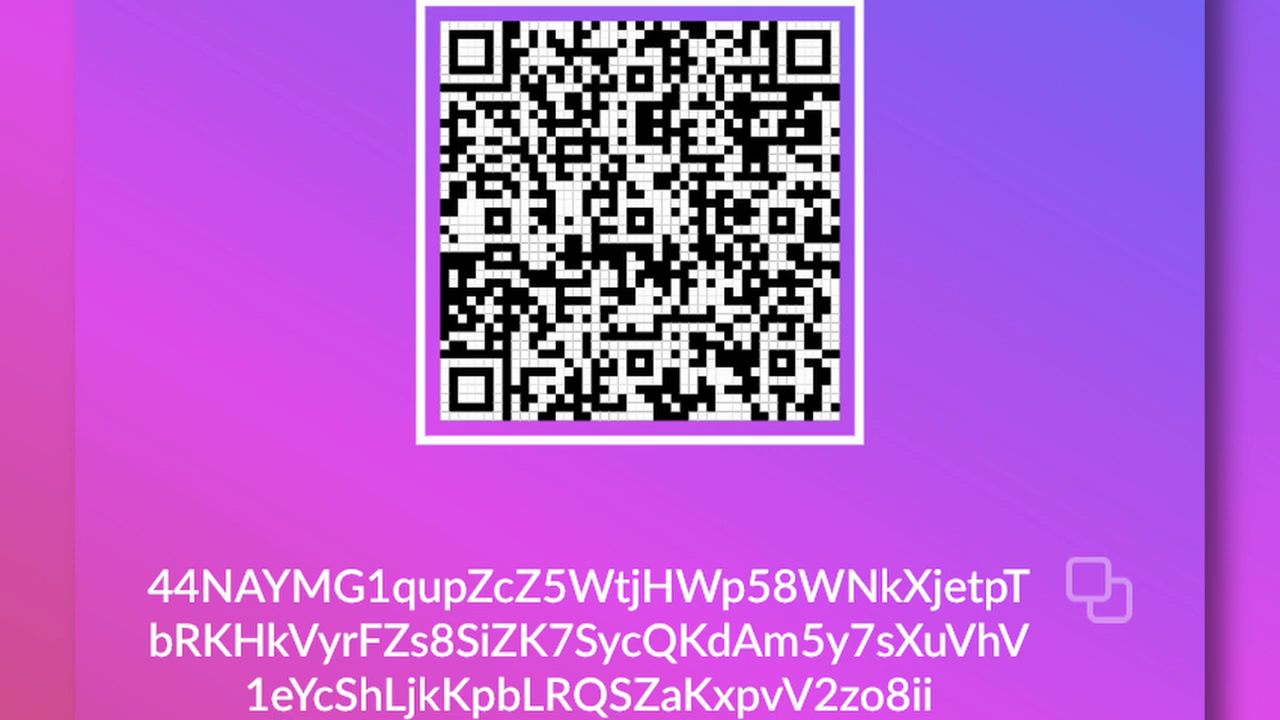 44NAYMG1qupZcZ5WtjHWp58WNkXjetpT
bRKHkVyrFZs8SiZK7SycQKdAm5y7sXuVhV
1eYcShLjkKpbLRQSZaKxpvV2zo8ii